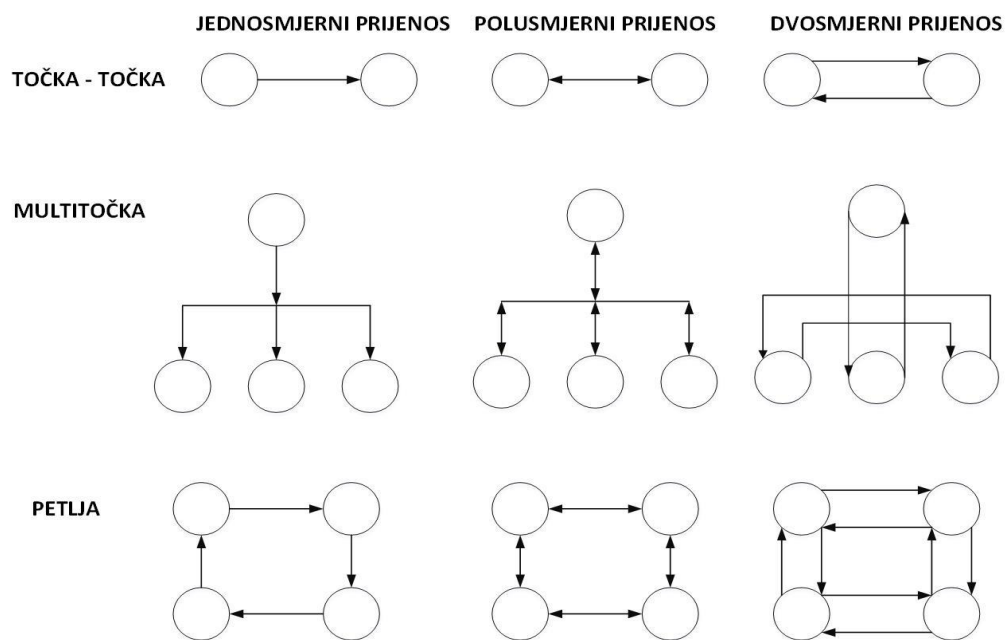 JEDNOSMJERNI PRIJENOS POLUSMJERNI PRIJENOS DVOSMJERNI PRIJENOS
TOČKA - TOČKA
MULTITOČKA
PETLJA